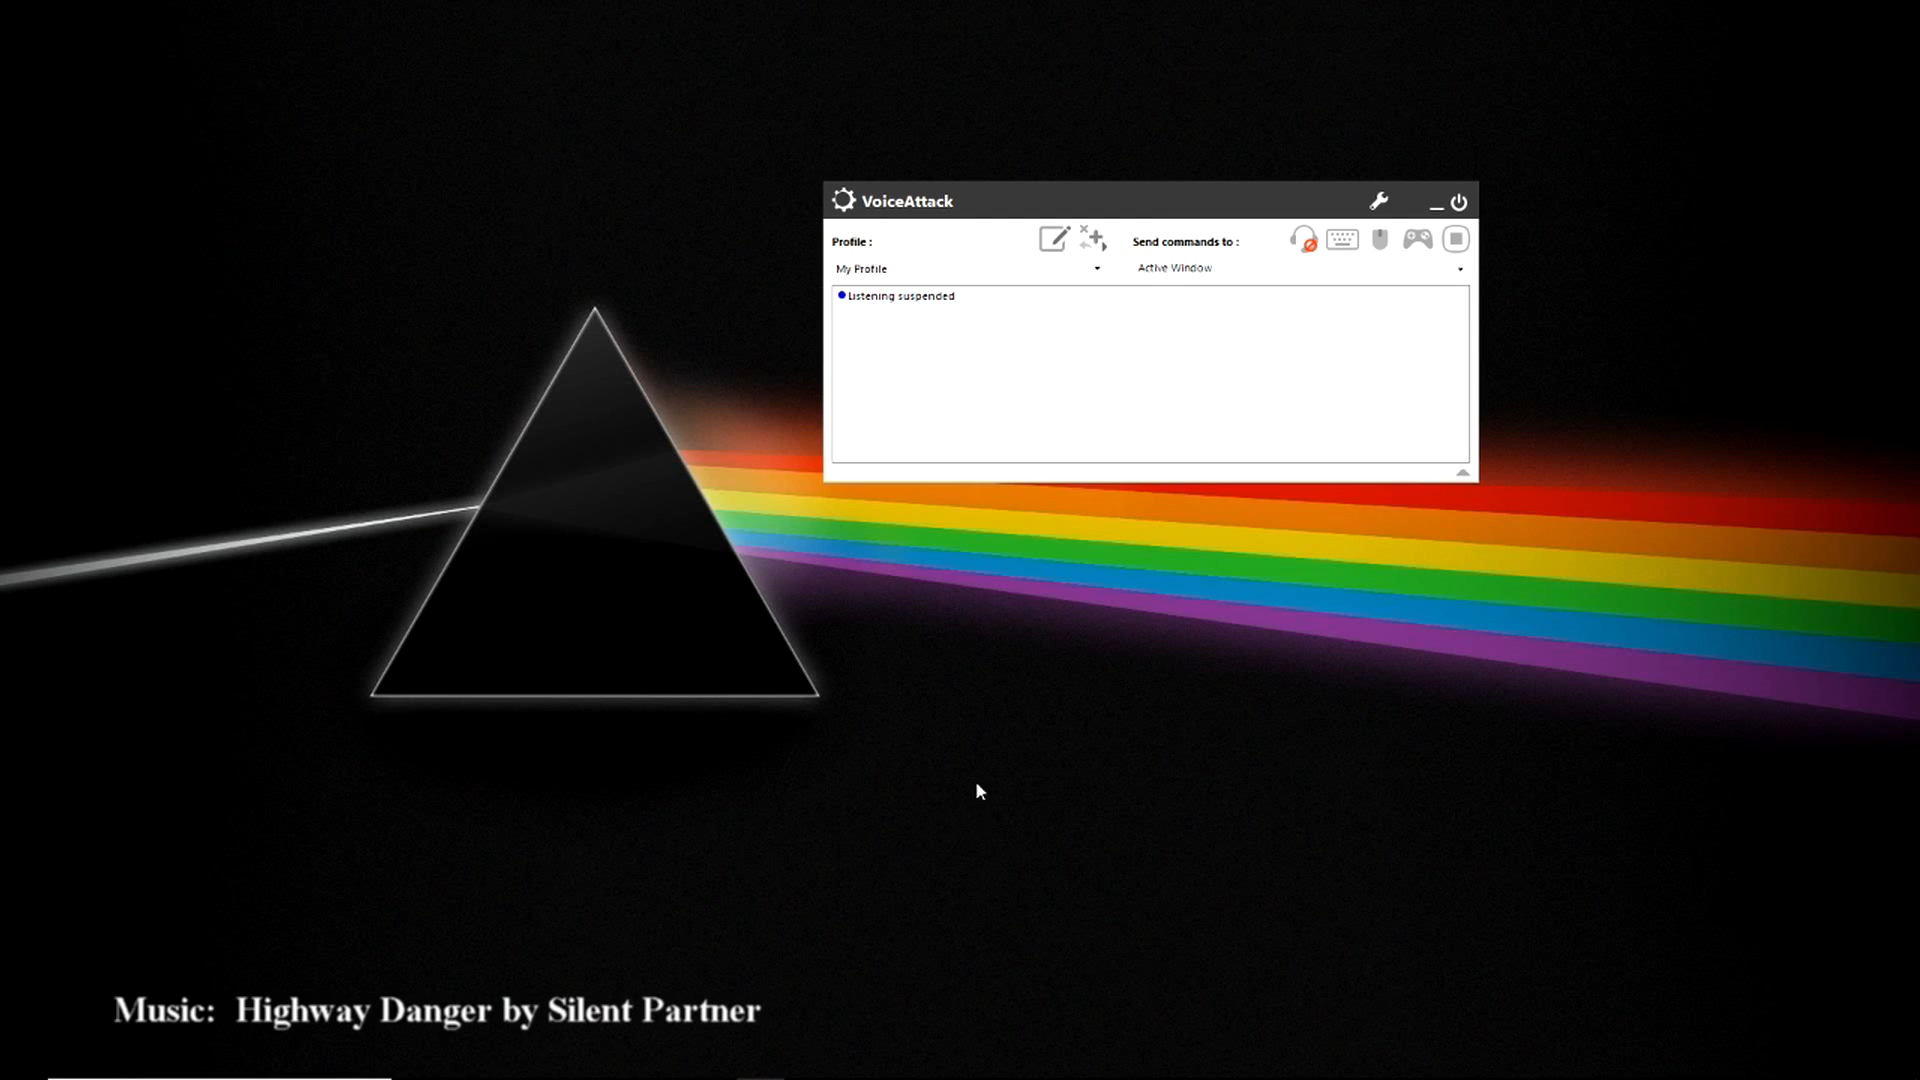 VoiceAttack
Profile :
Send commands to :
My Profile
Active Window
Listening suspended
Music: Highway Danger by Silent Partner